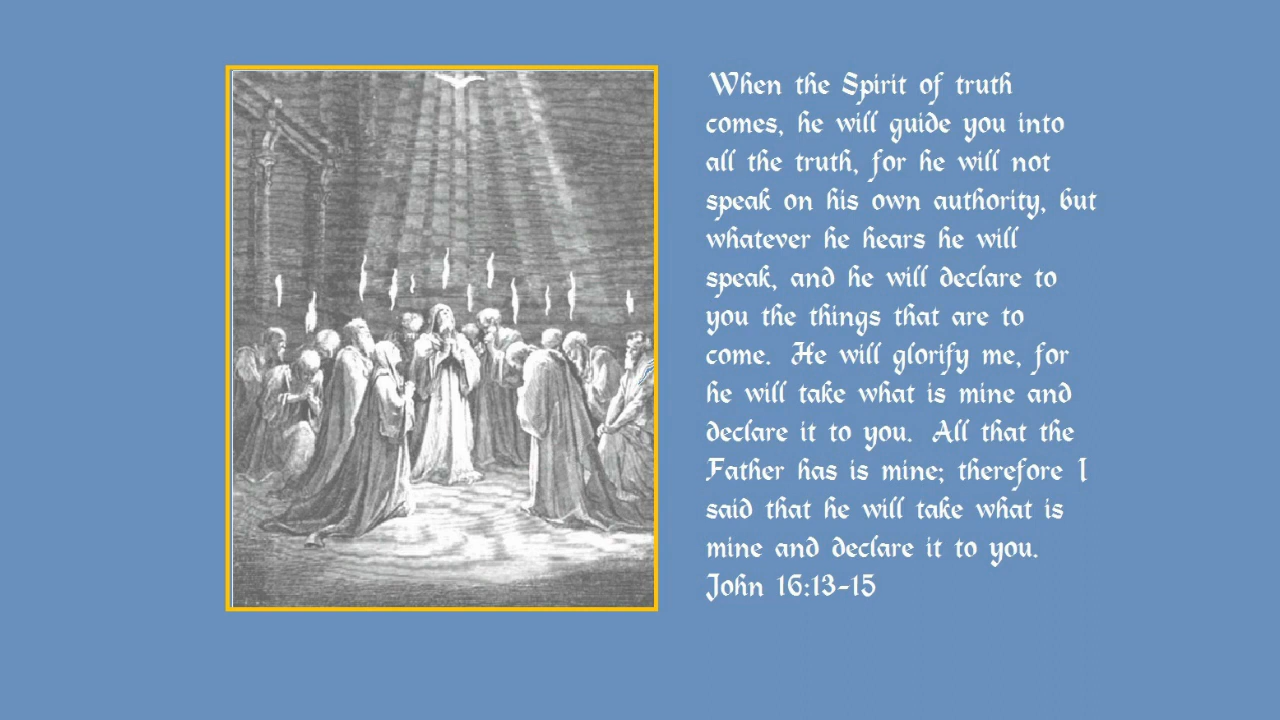 When the Spirit of truth
comes, he will guide you into
all the truth, for he will not
speak on his own authority, but
whatever he hears he will
speak, and he will declare to
you the things that are to
come.  He will glorify me, for
he will take what is mine and
declare it to you.  All that the
Father has is mine; therefore I
said that he will take what is
mine and declare it to you.
John 16:13-15